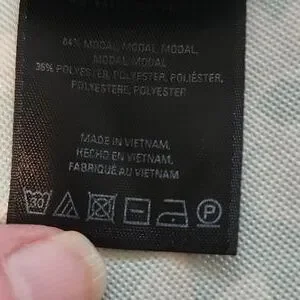 64% MODAL, MODAL, MODAL,
MODAL, MODAL
36% POLYESTER, POLYESTER, POLIÉSTER,
POLYESTERE, POLYESTER
MADE IN VIETNAM,
HECHO EN VIETNAM,
FABRIQUÉ AU VIETNAM
30
P